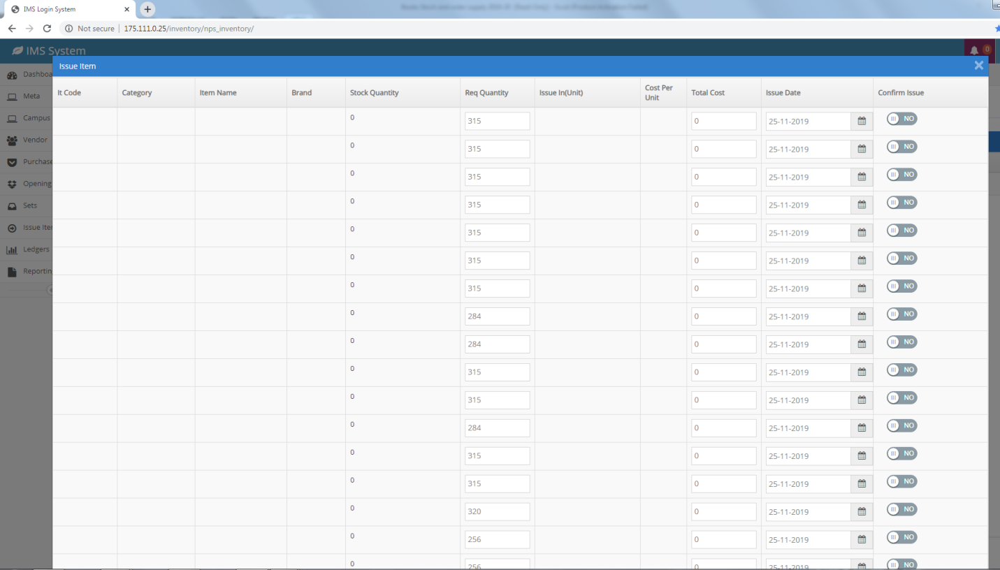 IMS Login System
Not secure | 175.111.0.25/inventory/nps_inventory/
IMS System
0
Issue Item
Dashboa
Meta
Campus
Vendor
Purchase
Opening
Sets
Issue Iter
Ledgers
Reportin
It Code Category Item Name Brand Stock Quantity Req Quantity Issue In(Unit) Cost Per Unit Total Cost Issue Date Confirm Issue
0 315 0 25-11-2019 NO
0 315 0 25-11-2019 NO
0 315 0 25-11-2019 NO
0 315 0 25-11-2019 NO
0 315 0 25-11-2019 NO
0 315 0 25-11-2019 NO
0 315 0 25-11-2019 NO
0 284 0 25-11-2019 NO
0 284 0 25-11-2019 NO
0 315 0 25-11-2019 NO
0 315 0 25-11-2019 NO
0 284 0 25-11-2019 NO
0 315 0 25-11-2019 NO
0 315 0 25-11-2019 NO
0 320 0 25-11-2019 NO
0 256 0 25-11-2019 NO
0 256 0 25-11-2019 NO